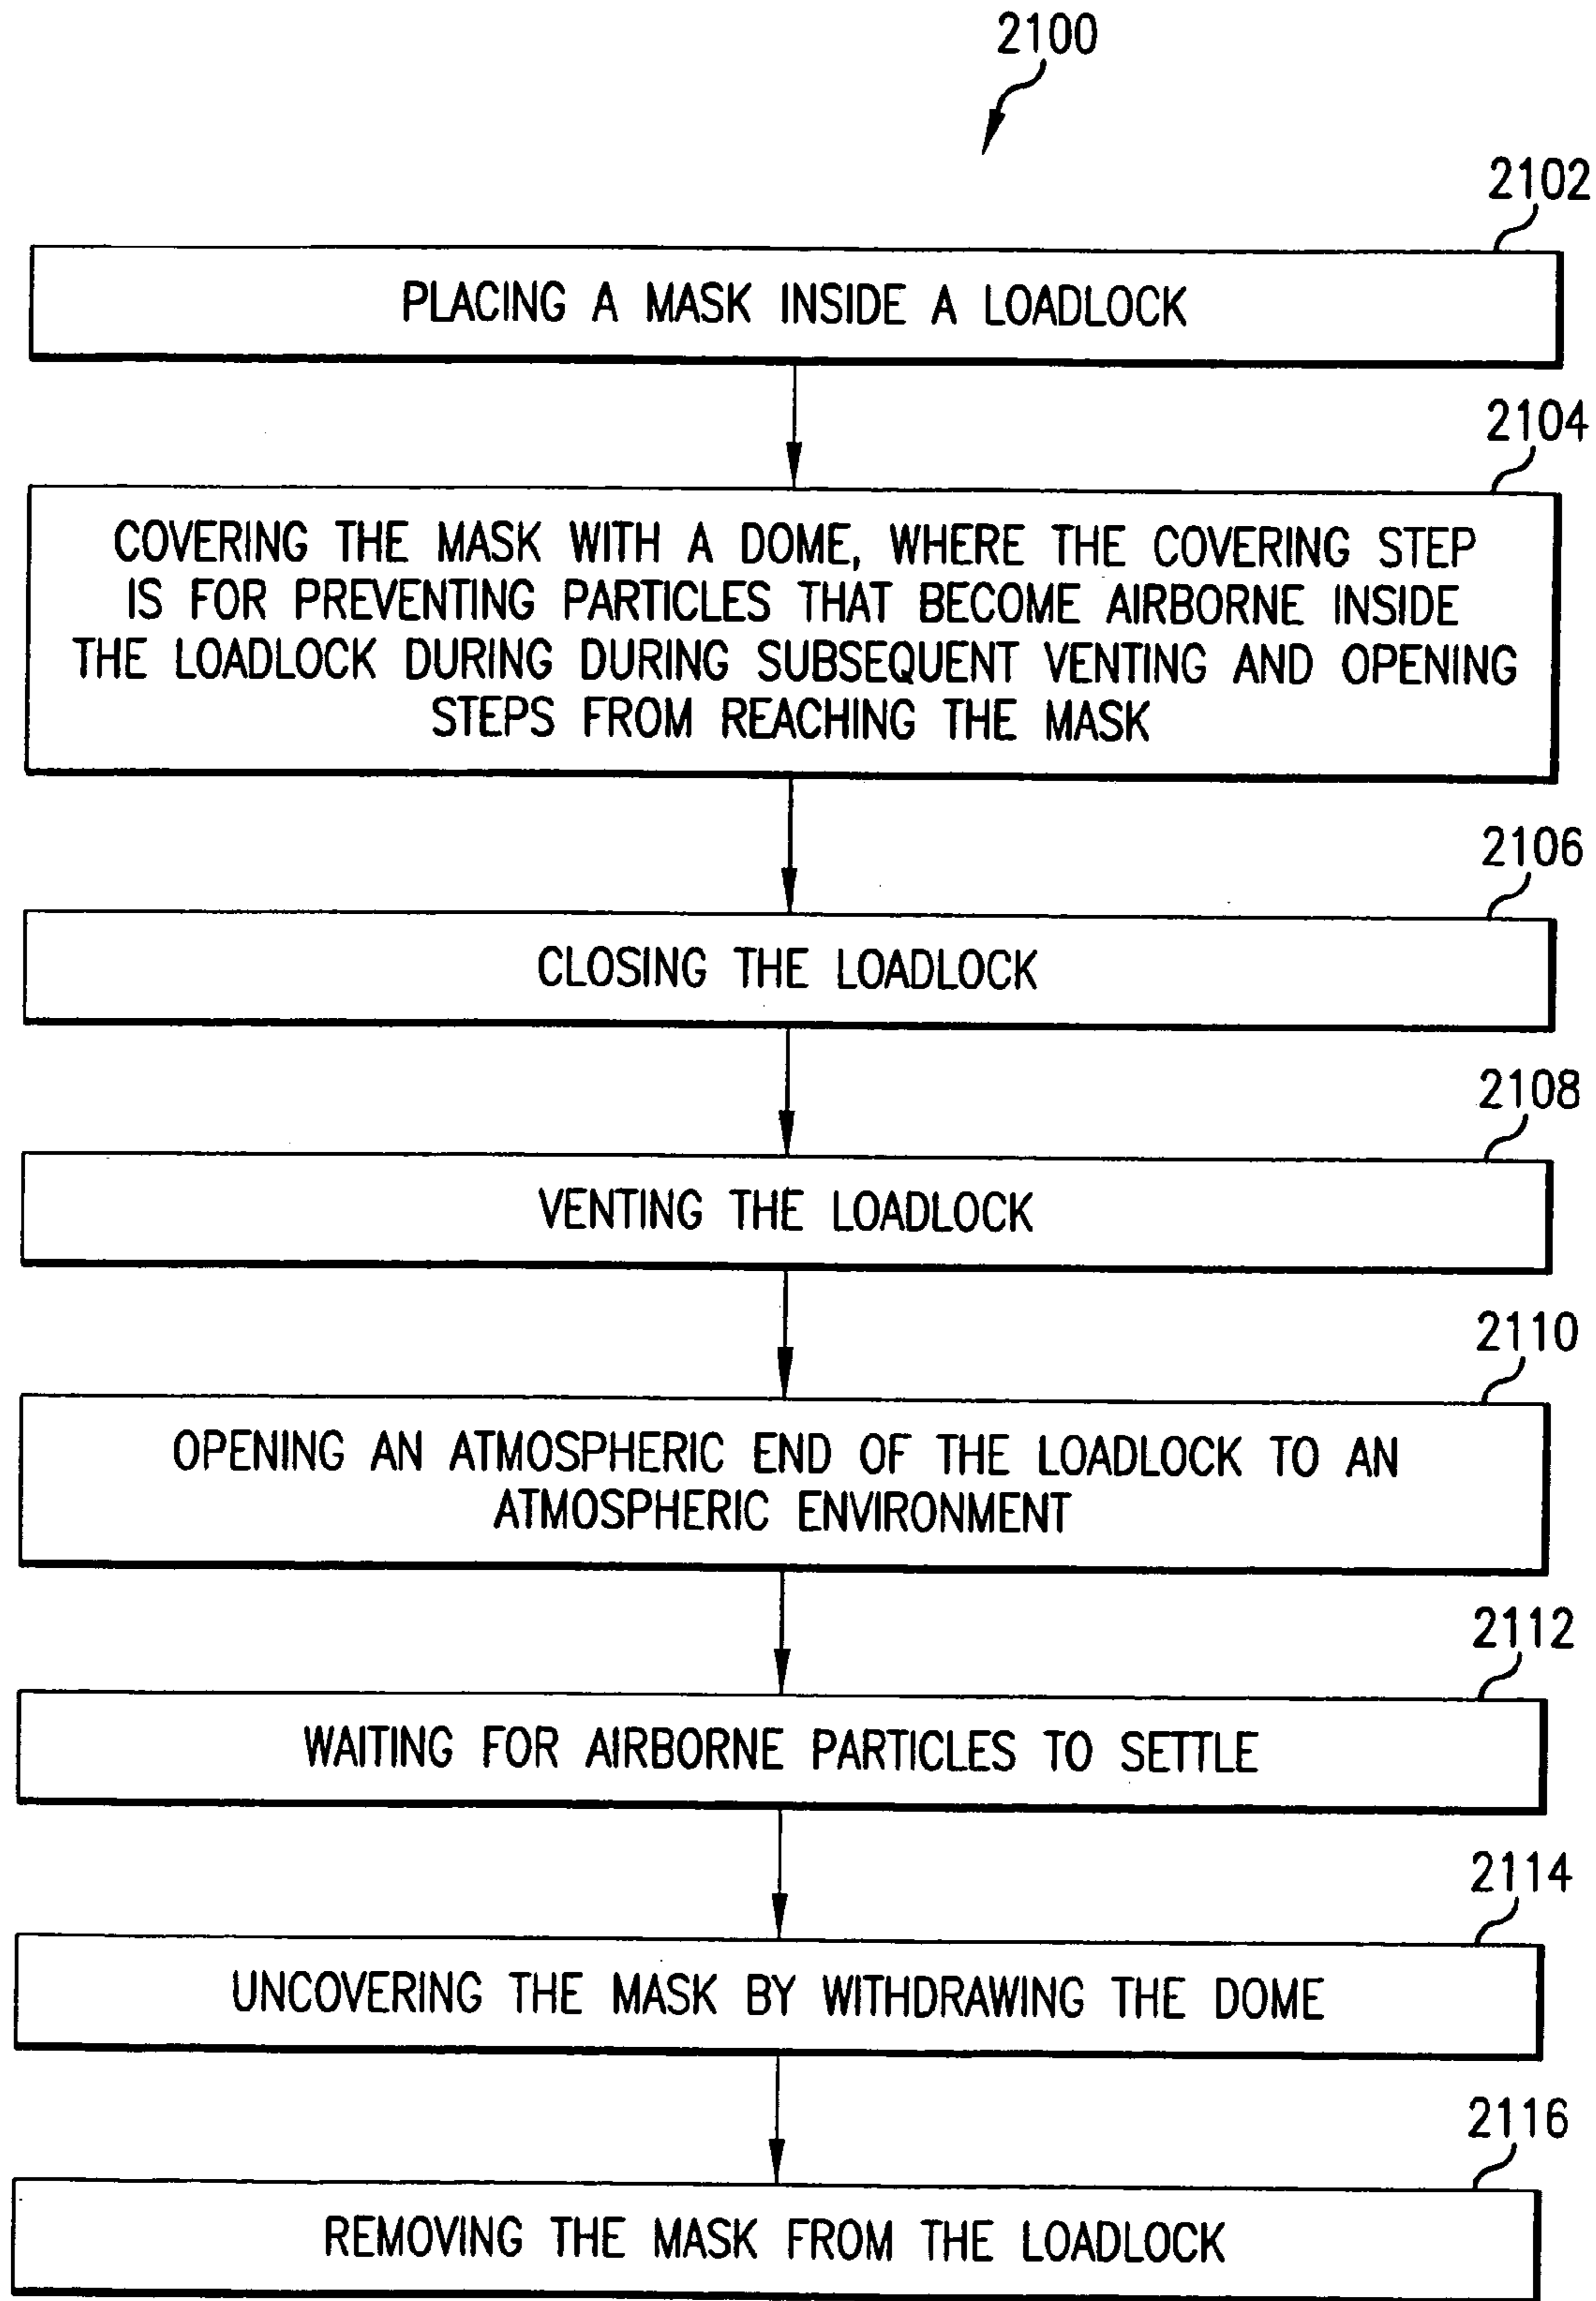 2100
2102
PLACING A MASK INSIDE A LOADLOCK
2104
COVERING THE MASK WITH A DOME, WHERE THE COVERING STEP
IS FOR PREVENTING PARTICLES THAT BECOME AIRBORNE INSIDE
THE LOADLOCK DURING DURING SUBSEQUENT VENTING AND OPENING
STEPS FROM REACHING THE MASK
2106
CLOSING THE LOADLOCK
2108
VENTING THE LOADLOCK
2110
OPENING AN ATMOSPHERIC END OF THE LOADLOCK TO AN
ATMOSPHERIC ENVIRONMENT
2112
WAITING FOR AIRBORNE PARTICLES TO SETTLE
2114
UNCOVERING THE MASK BY WITHDRAWING THE DOME
2116
REMOVING THE MASK FROM THE LOADLOCK